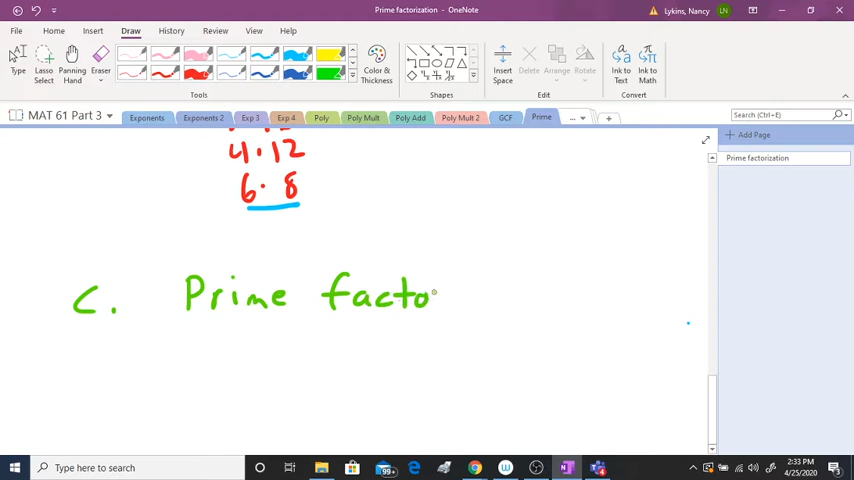 Prime factorization - OneNote
Lykins, Nancy LN
File Home Insert Draw History Review View Help
Type
Lasso Select
Panning Hand
Eraser
Color & Thickness
Insert Space
Delete
Arrange
Rotate
Ink to Text
Ink to Math
Tools Shapes Edit Convert
MAT 61 Part 3
Exponents Exponents 2 Exp 3 Exp 4 Poly Poly Mult Poly Add Poly Mult 2 GCF Prime ... +
Search (Ctrl+E)
+ Add Page
Prime factorization
4 · 12
6 · 8
C. Prime facto
Type here to search
99+
2:33 PM
4/25/2020
3